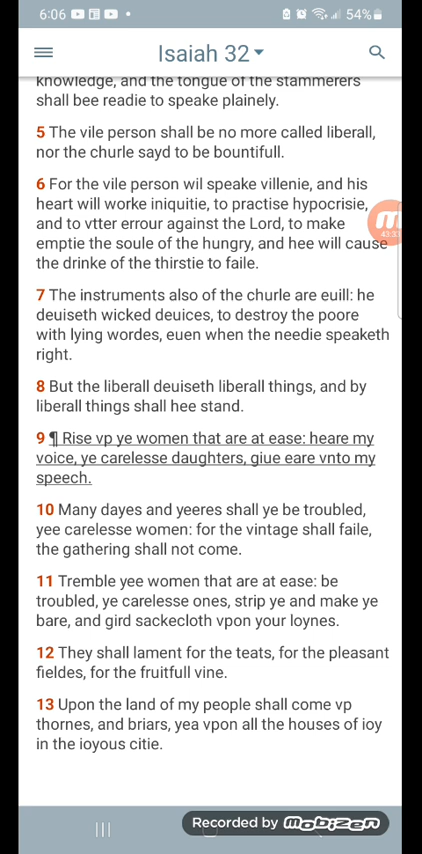 6:06 54%
Isaiah 32
knowledge, and the tongue of the stammerers
shall bee readie to speake plainely.
5 The vile person shall be no more called liberall,
nor the churle sayd to be bountifull.
6 For the vile person wil speake villenie, and his
heart will worke iniquitie, to practise hypocrisie,
and to vtter errour against the Lord, to make
emptie the soule of the hungry, and hee will cause
the drinke of the thirstie to faile.
43:33
7 The instruments also of the churle are euill: he
deuiseth wicked deuices, to destroy the poore
with lying wordes, euen when the needie speaketh
right.
8 But the liberall deuiseth liberall things, and by
liberall things shall hee stand.
9 ¶ Rise vp ye women that are at ease: heare my
voice, ye carelesse daughters, giue eare vnto my
speech.
10 Many dayes and yeeres shall ye be troubled,
yee carelesse women: for the vintage shall faile,
the gathering shall not come.
11 Tremble yee women that are at ease: be
troubled, ye carelesse ones, strip ye and make ye
bare, and gird sackecloth vpon your loynes.
12 They shall lament for the teats, for the pleasant
fieldes, for the fruitfull vine.
13 Upon the land of my people shall come vp
thornes, and briars, yea vpon all the houses of ioy
in the ioyous citie.
Recorded by mobizen